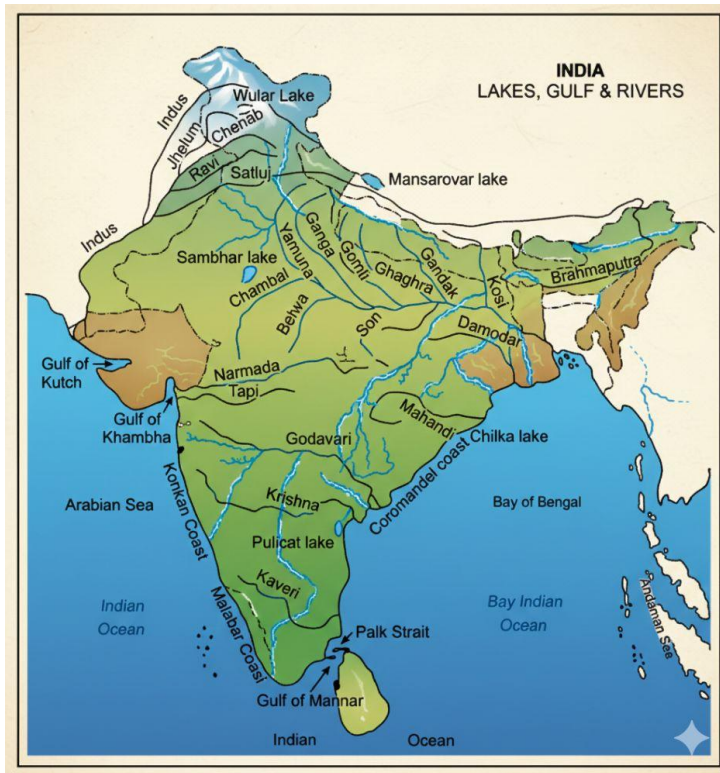 INDIA
LAKES, GULF & RIVERS
Indus
Wular Lake
Jhelum
Chenab
Ravi
Satluj
Mansarovar lake
Indus
Sambhar lake
Yamuna
Ganga
Gomli
Ghaghra
Gandak
Kosi
Brahmaputra
Chambal
Behwa
Son
Damodar
Gulf of
Kutch
Narmada
Tapi
Gulf of
Khambha
Mahandi
Chilka lake
Godavari
Coromandel coast
Konkan Coast
Krishna
Arabian Sea
Bay of Bengal
Pulicat lake
Kaveri
Malabar Coasi
Indian
Ocean
Bay Indian
Ocean
Andaman Sea
Palk Strait
Gulf of Mannar
Indian
Ocean